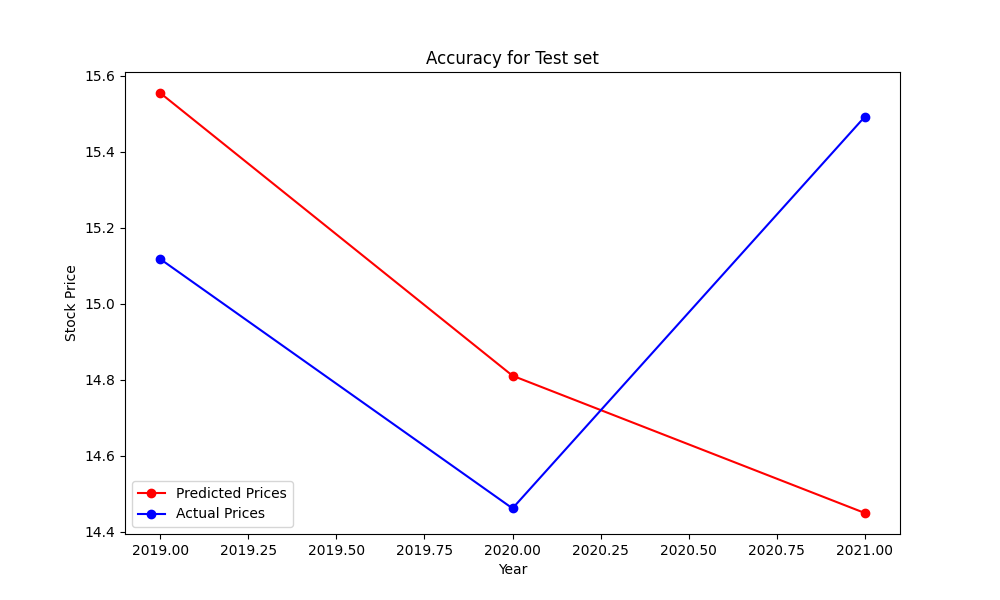 Accuracy for Test set
15.6
15.4
15.2
15.0
14.8
14.6
14.4
Stock Price
Predicted Prices
Actual Prices
2019.00 2019.25 2019.50 2019.75 2020.00 2020.25 2020.50 2020.75 2021.00
Year